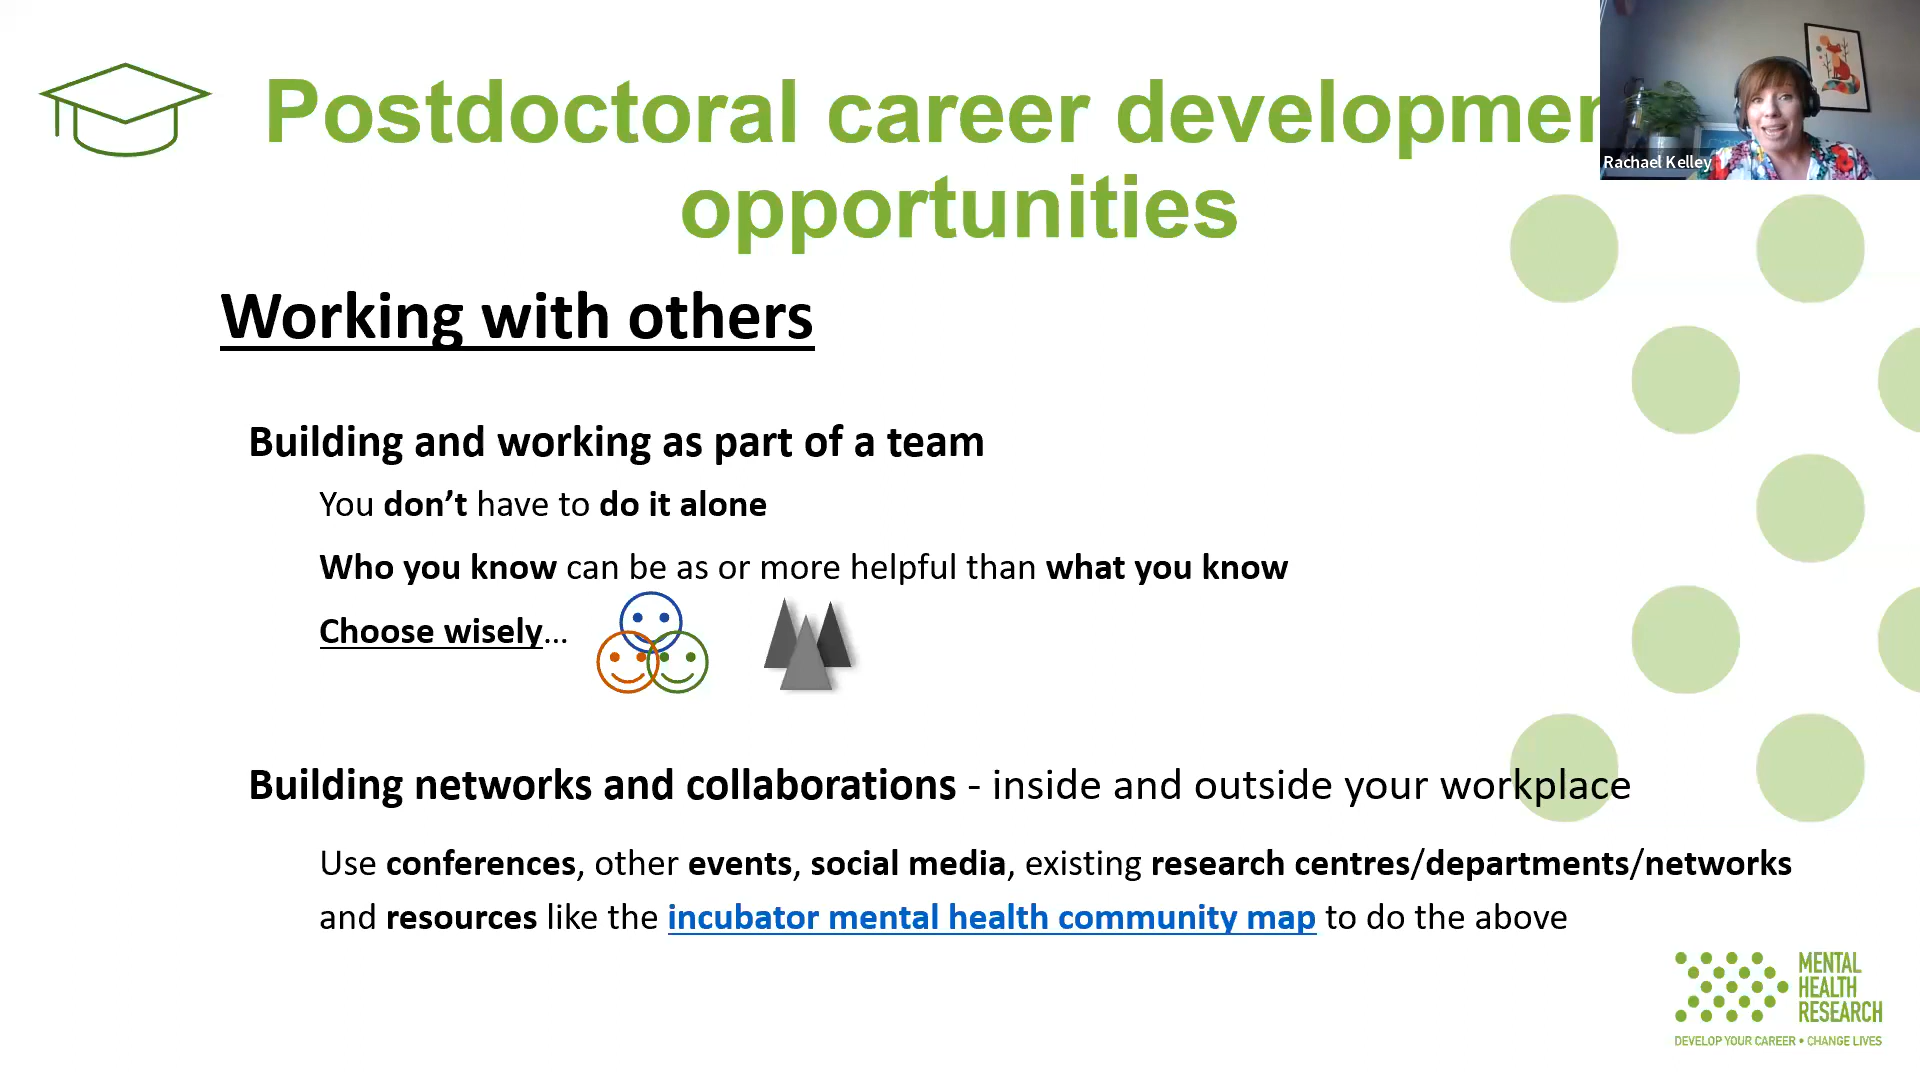 Postdoctoral career developmen
opportunities
Rachael Kelley
Working with others
Building and working as part of a team
You don’t have to do it alone
Who you know can be as or more helpful than what you know
Choose wisely...
Building networks and collaborations - inside and outside your workplace
Use conferences, other events, social media, existing research centres/departments/networks
and resources like the incubator mental health community map to do the above
MENTAL
HEALTH
RESEARCH
DEVELOP YOUR CAREER • CHANGE LIVES